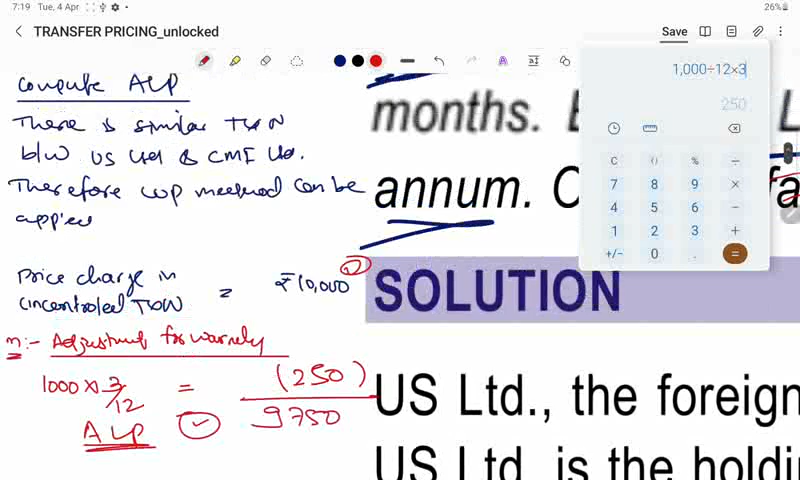 7:19 Tue, 4 Apr
26%
TRANSFER PRICING_unlocked
Save
compute ALP
There is similar TXN
b/w US Ltd & CMI Ltd.
Therefore CUP method can be
applied
Price charge in
uncontroled TXN = ₹10,000
Adjustment for warrenty
1000 × 3/12 = (250)
ALP 9750
months.
annum.
SOLUTION
US Ltd., the foreign
US Ltd. is the holdin
1,000÷12×3
250
C () % ÷
7 8 9 ×
4 5 6 −
1 2 3 +
+/− 0 . =